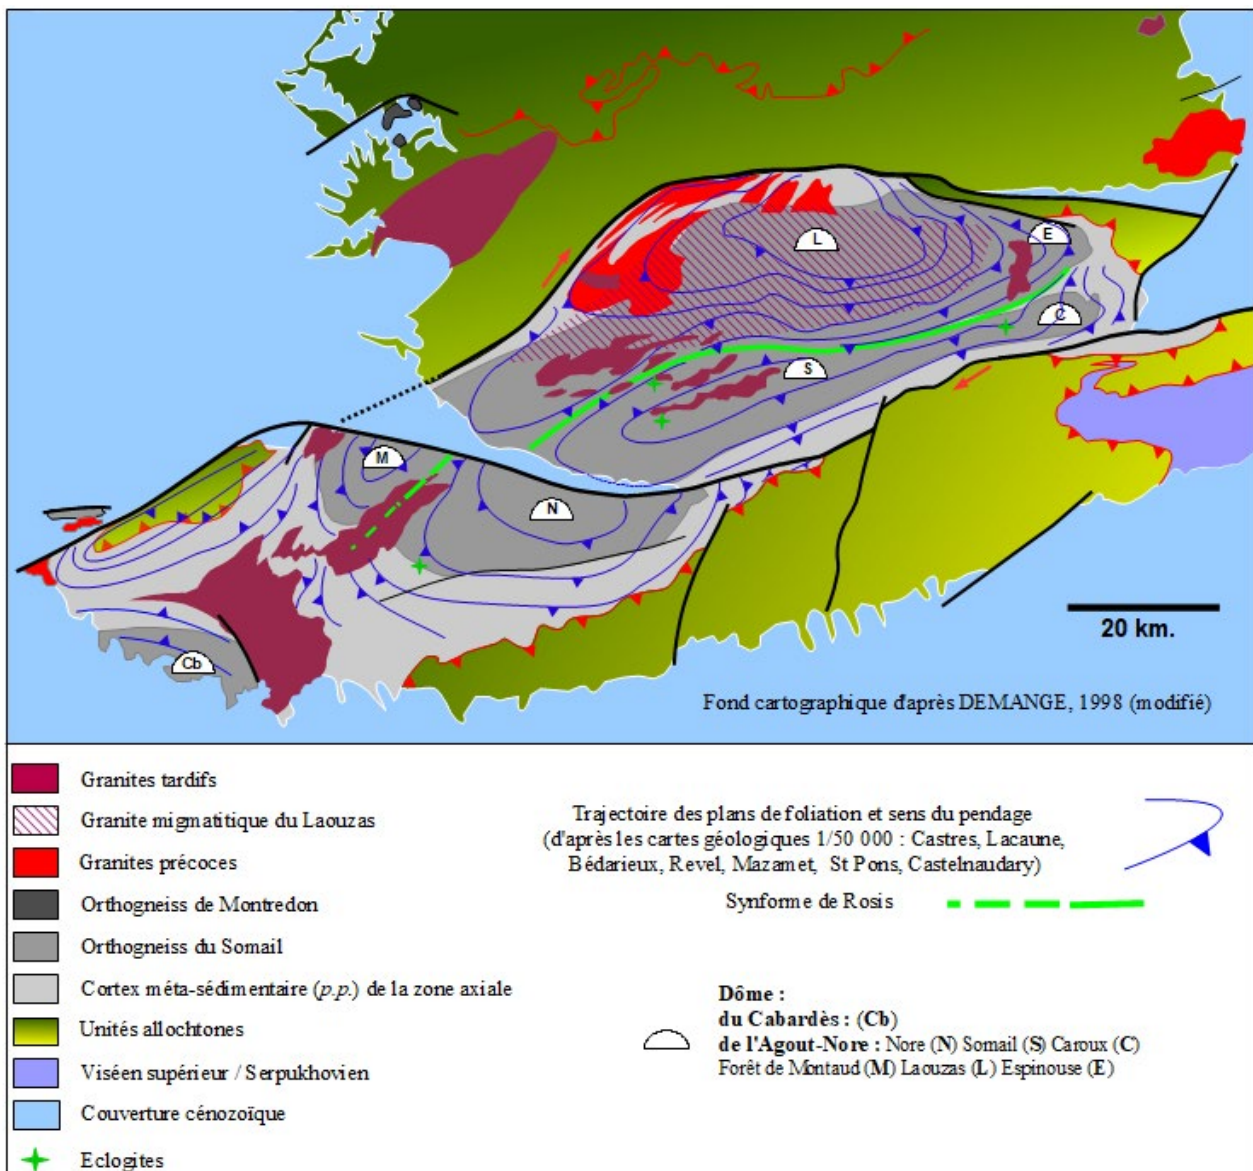 L
E
C
S
M
N
Cb
20 km.
Fond cartographique d'après DEMANGE, 1998 (modifié)
Granites tardifs
Granite migmatitique du Laouzas
Granites précoces
Orthogneiss de Montredon
Orthogneiss du Somail
Cortex méta-sédimentaire (p.p.) de la zone axiale
Unités allochtones
Viséen supérieur / Serpukhovien
Couverture cénozoïque
Eclogites
Trajectoire des plans de foliation et sens du pendage
(d'après les cartes géologiques 1/50 000 : Castres, Lacaune,
Bédarieux, Revel, Mazamet, St Pons, Castelnaudary)
Synforme de Rosis
Dôme :
du Cabardès : (Cb)
de l'Agout-Nore : Nore (N) Somail (S) Caroux (C)
Forêt de Montaud (M) Laouzas (L) Espinouse (E)